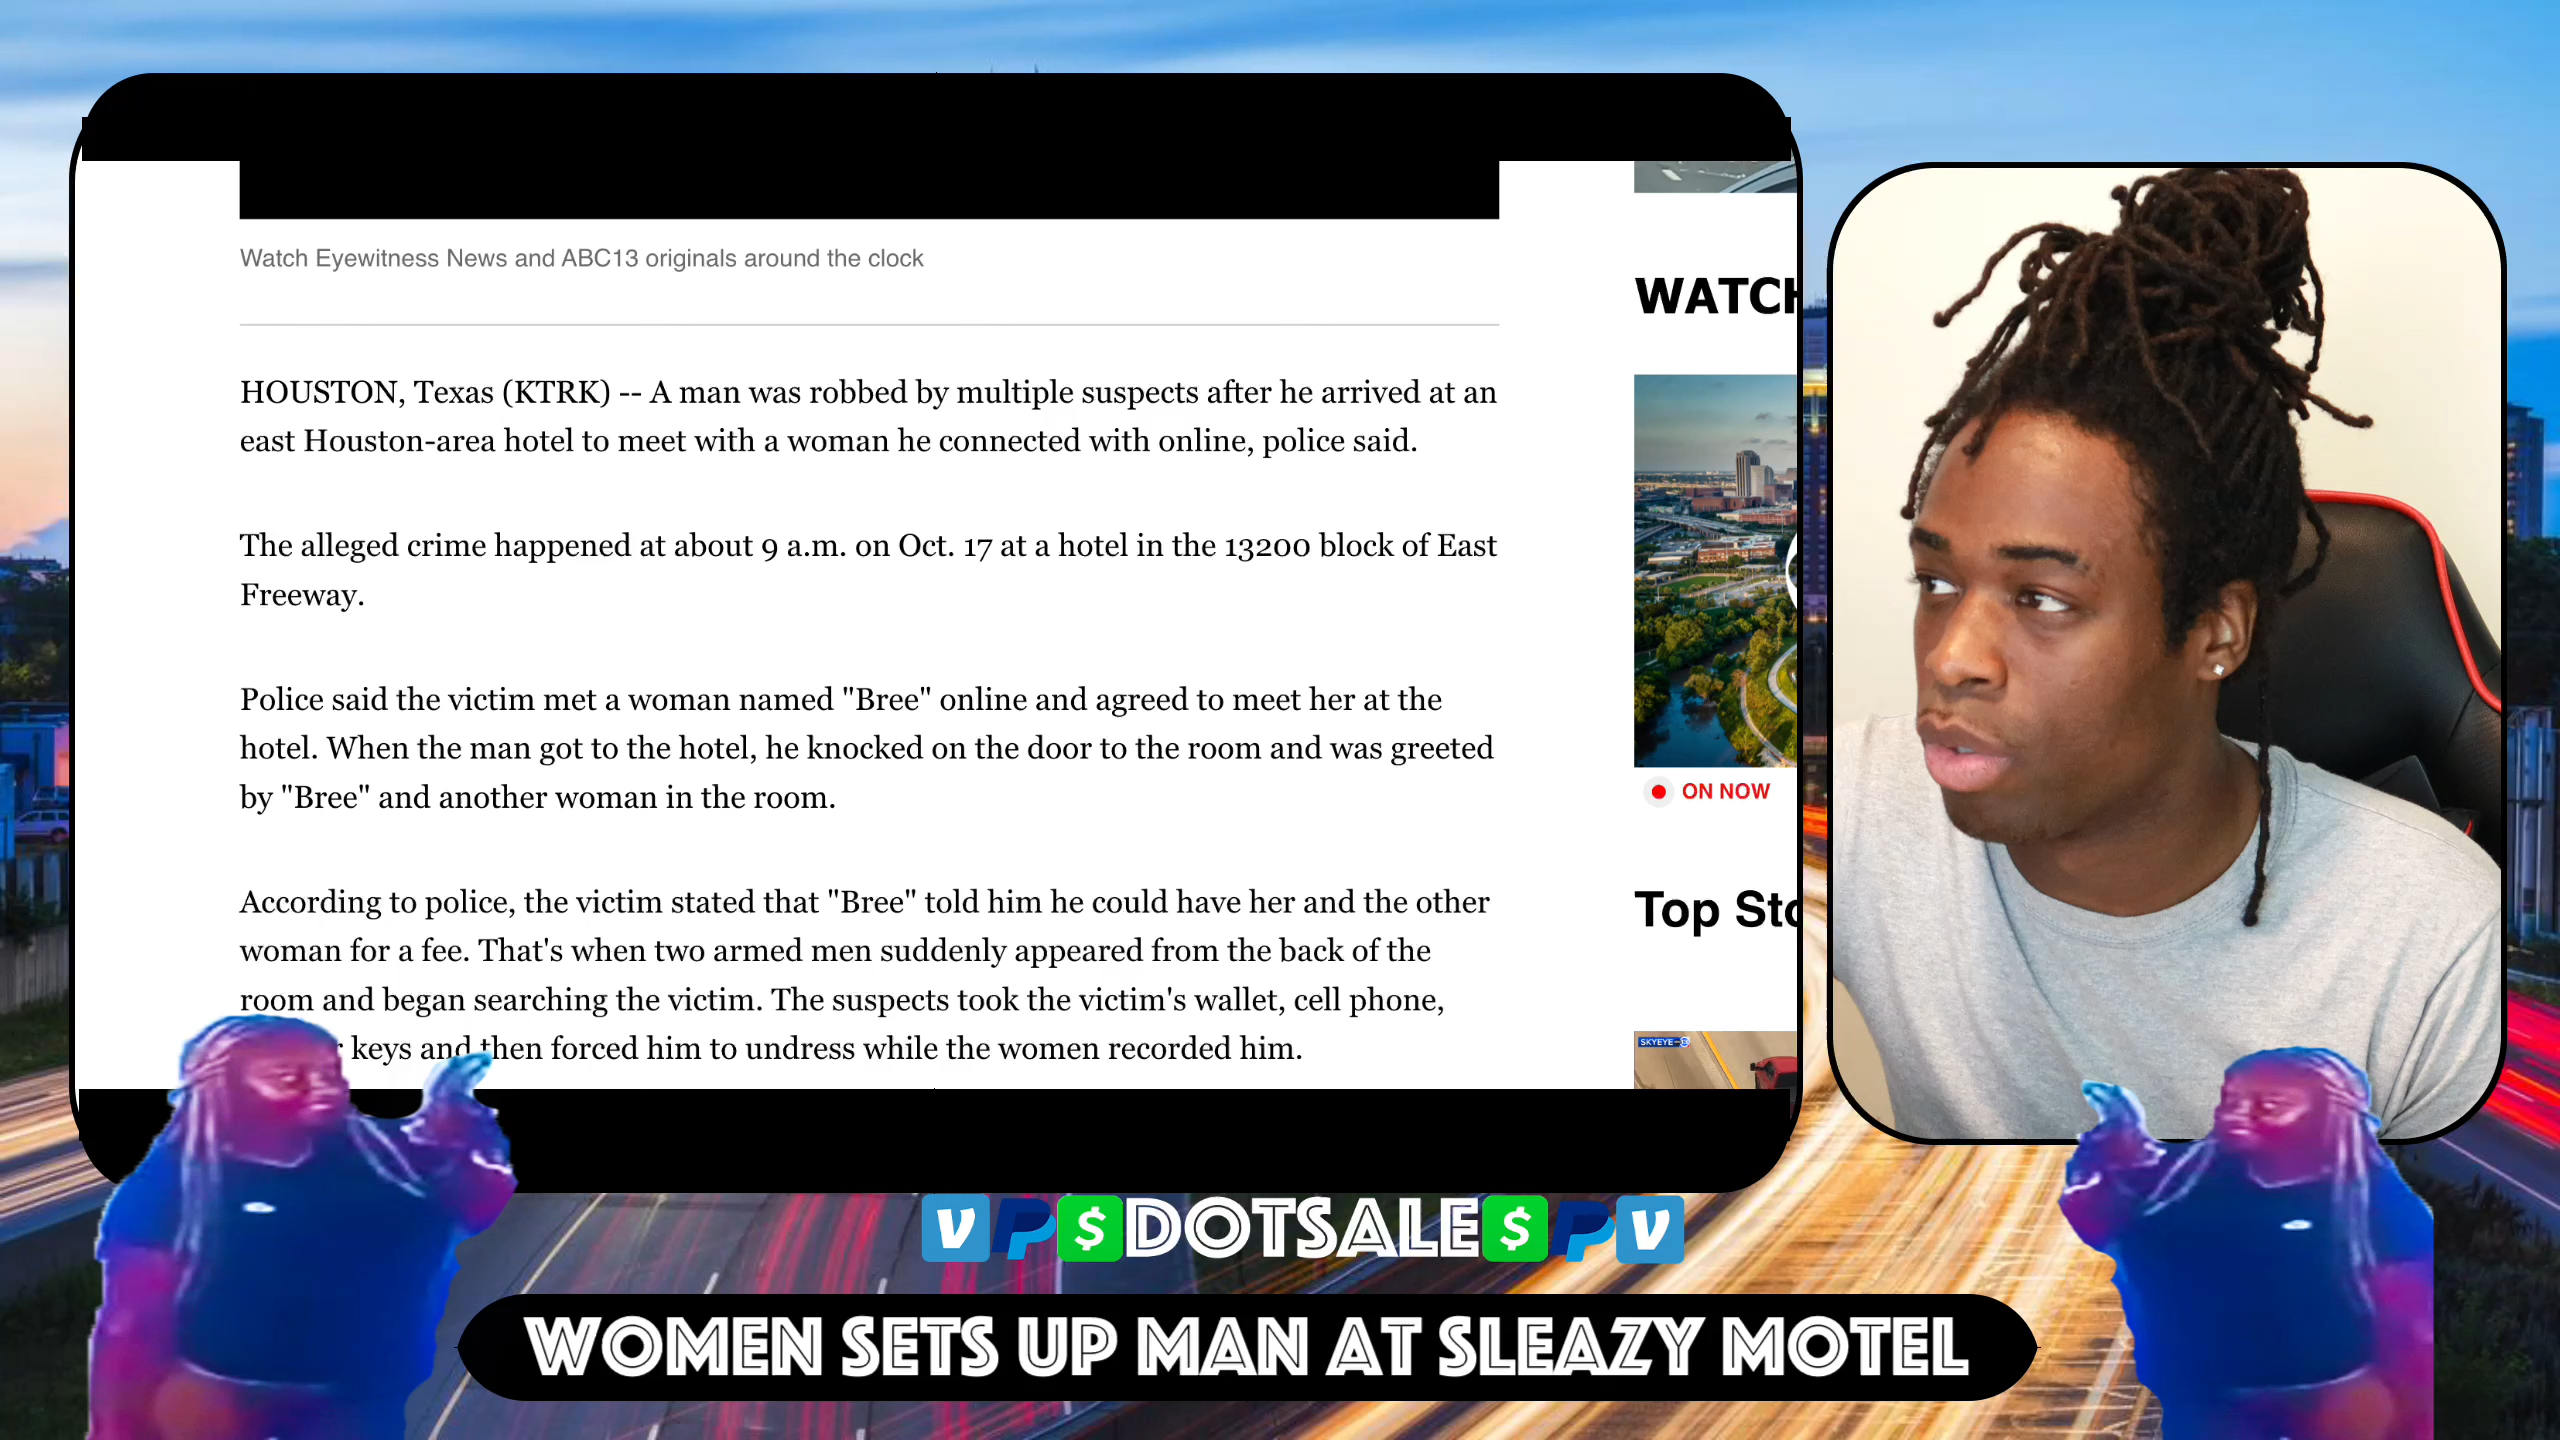 Watch Eyewitness News and ABC13 originals around the clock
HOUSTON, Texas (KTRK) -- A man was robbed by multiple suspects after he arrived at an
east Houston-area hotel to meet with a woman he connected with online, police said.
The alleged crime happened at about 9 a.m. on Oct. 17 at a hotel in the 13200 block of East
Freeway.
Police said the victim met a woman named "Bree" online and agreed to meet her at the
hotel. When the man got to the hotel, he knocked on the door to the room and was greeted
by "Bree" and another woman in the room.
According to police, the victim stated that "Bree" told him he could have her and the other
woman for a fee. That's when two armed men suddenly appeared from the back of the
room and began searching the victim. The suspects took the victim's wallet, cell phone,
keys and then forced him to undress while the women recorded him.
WATCH
ON NOW
Top Sto
SKYEYE-13
V P $ DOTSALE $ P V
WOMEN SETS UP MAN AT SLEAZY MOTEL